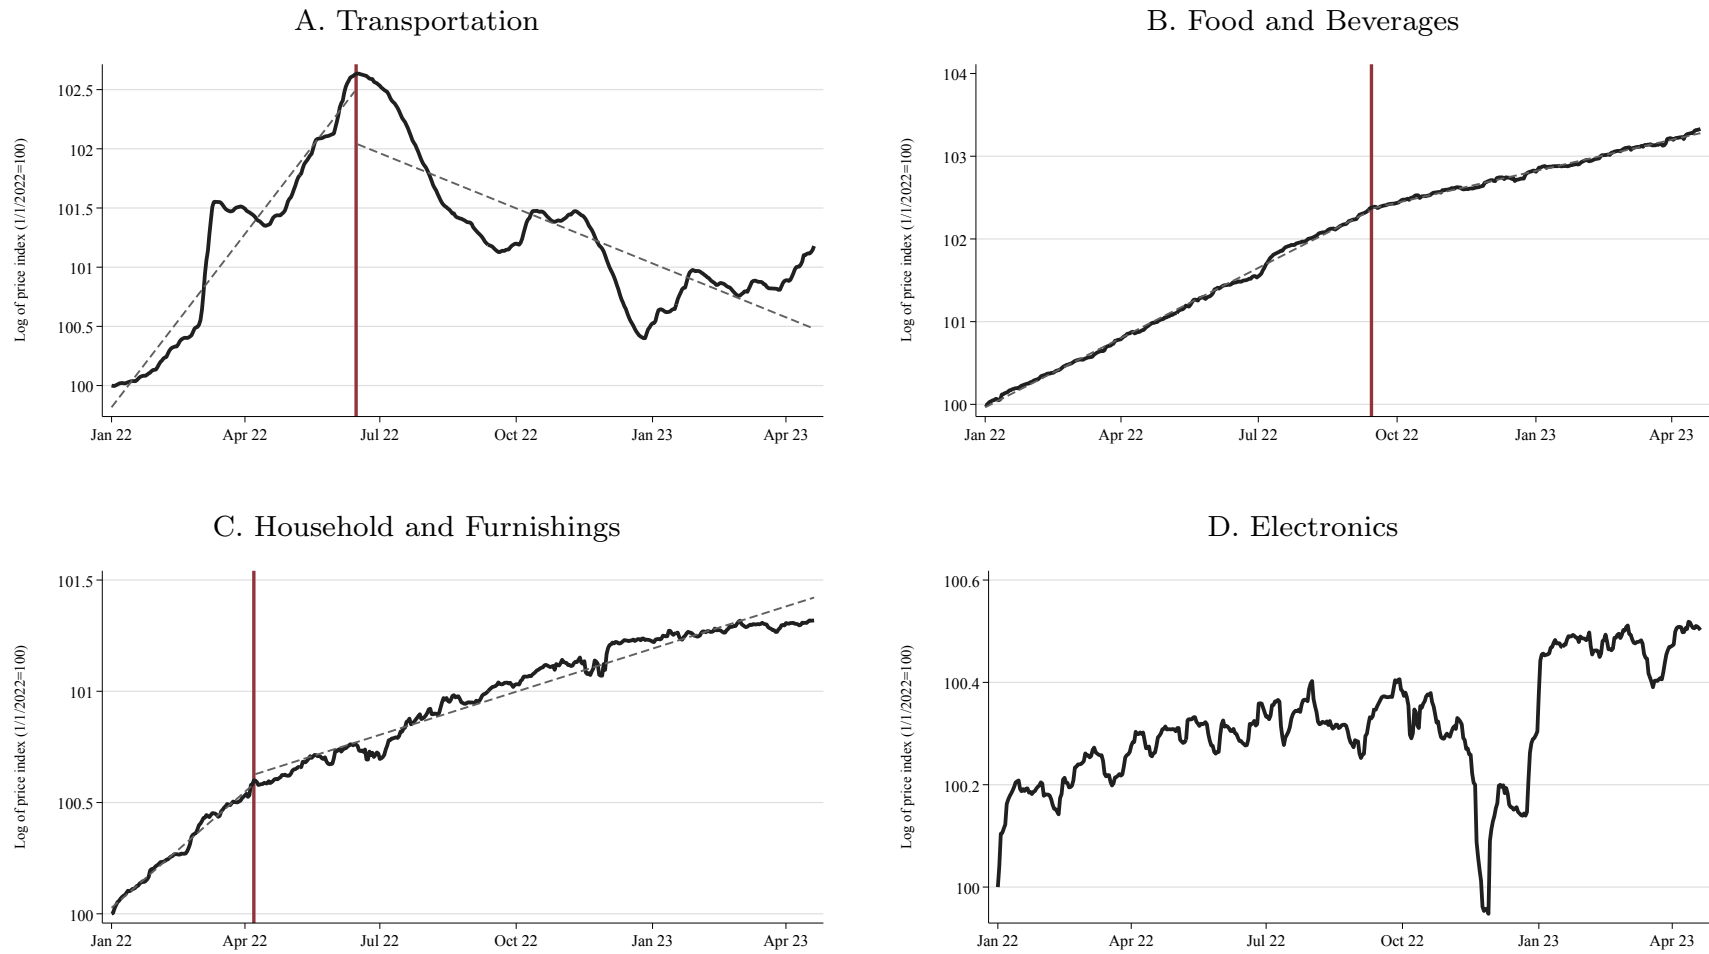 A. Transportation
Log of price index (1/1/2022=100)
102.5
102
101.5
101
100.5
100
Jan 22 Apr 22 Jul 22 Oct 22 Jan 23 Apr 23
B. Food and Beverages
Log of price index (1/1/2022=100)
104
103
102
101
100
Jan 22 Apr 22 Jul 22 Oct 22 Jan 23 Apr 23
C. Household and Furnishings
Log of price index (1/1/2022=100)
101.5
101
100.5
100
Jan 22 Apr 22 Jul 22 Oct 22 Jan 23 Apr 23
D. Electronics
Log of price index (1/1/2022=100)
100.6
100.4
100.2
100
Jan 22 Apr 22 Jul 22 Oct 22 Jan 23 Apr 23